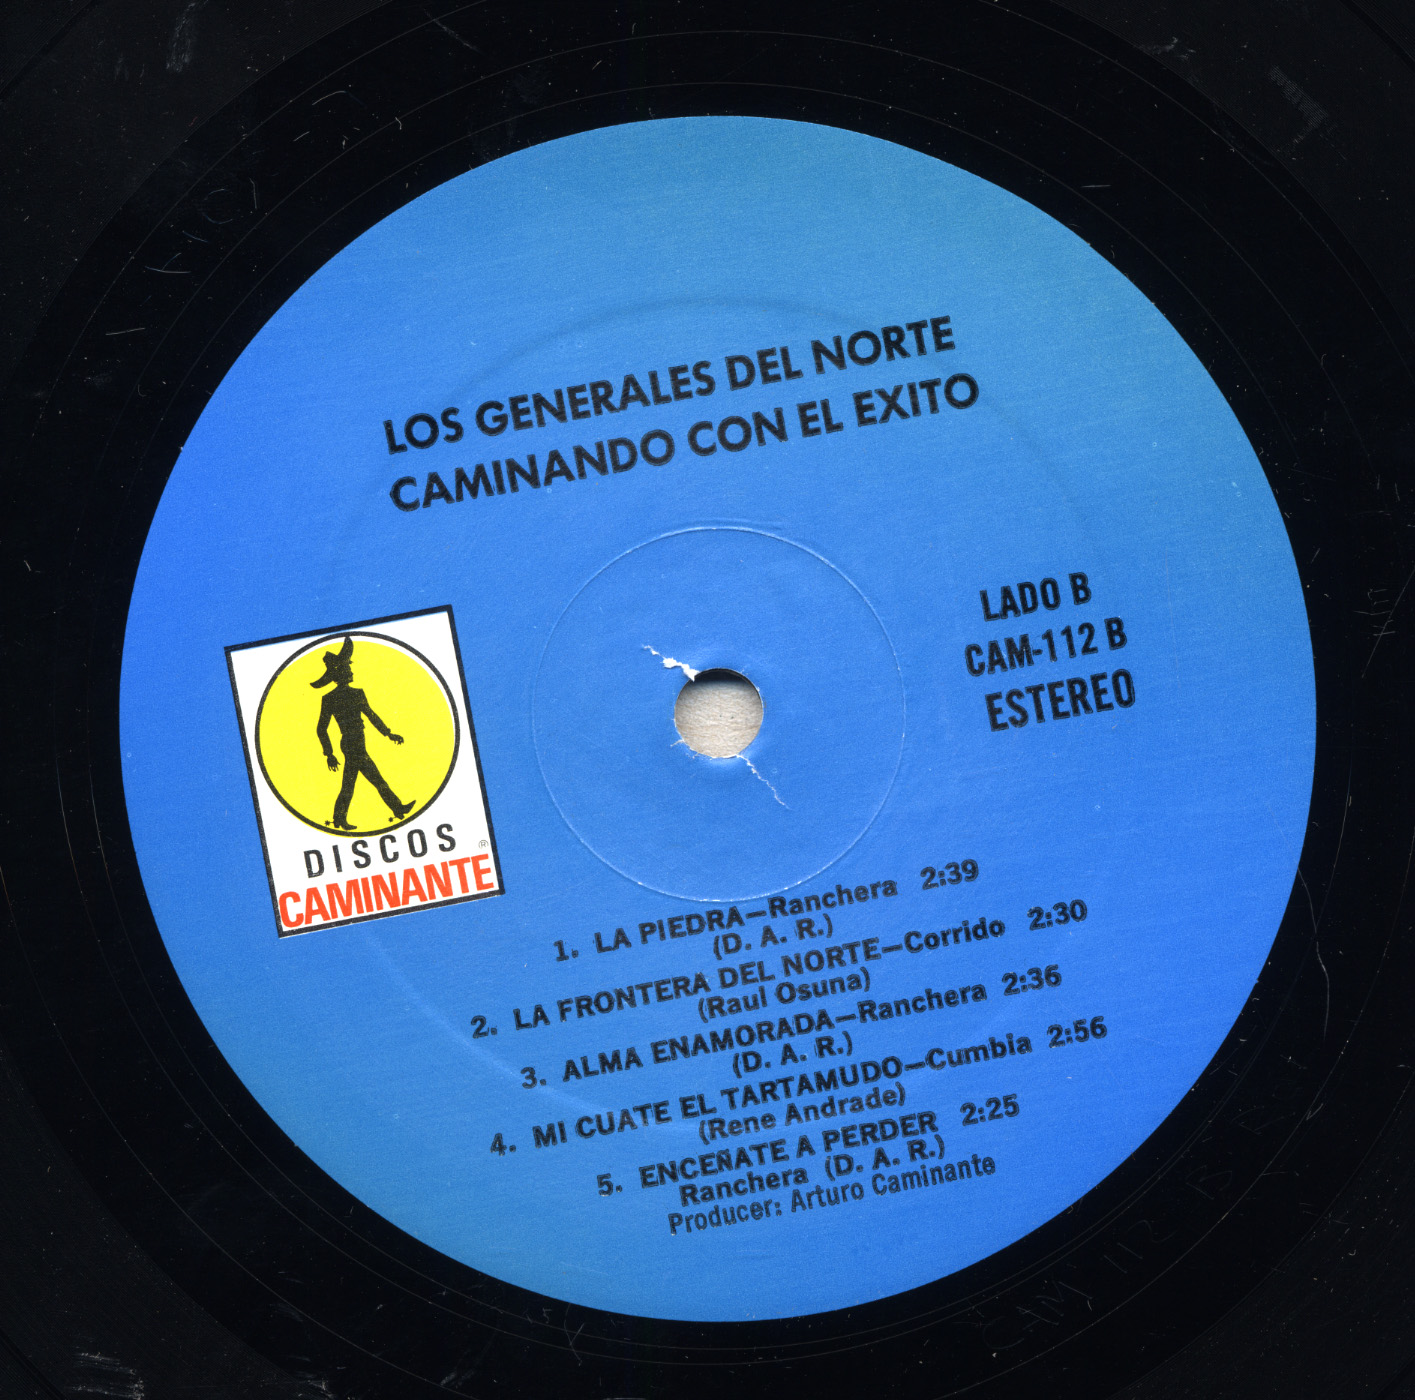 LOS GENERALES DEL NORTE
CAMINANDO CON EL EXITO
LADO B
CAM-112 B
ESTEREO
DISCOS
®
CAMINANTE
1. LA PIEDRA—Ranchera 2:39
(D. A. R.)
2. LA FRONTERA DEL NORTE—Corrido 2:30
(Raul Osuna)
3. ALMA ENAMORADA—Ranchera 2:36
(D. A. R.)
4. MI CUATE EL TARTAMUDO—Cumbia 2:56
(Rene Andrade)
5. ENCEÑATE A PERDER 2:25
Ranchera (D. A. R.)
Producer: Arturo Caminante
CAM 112 B